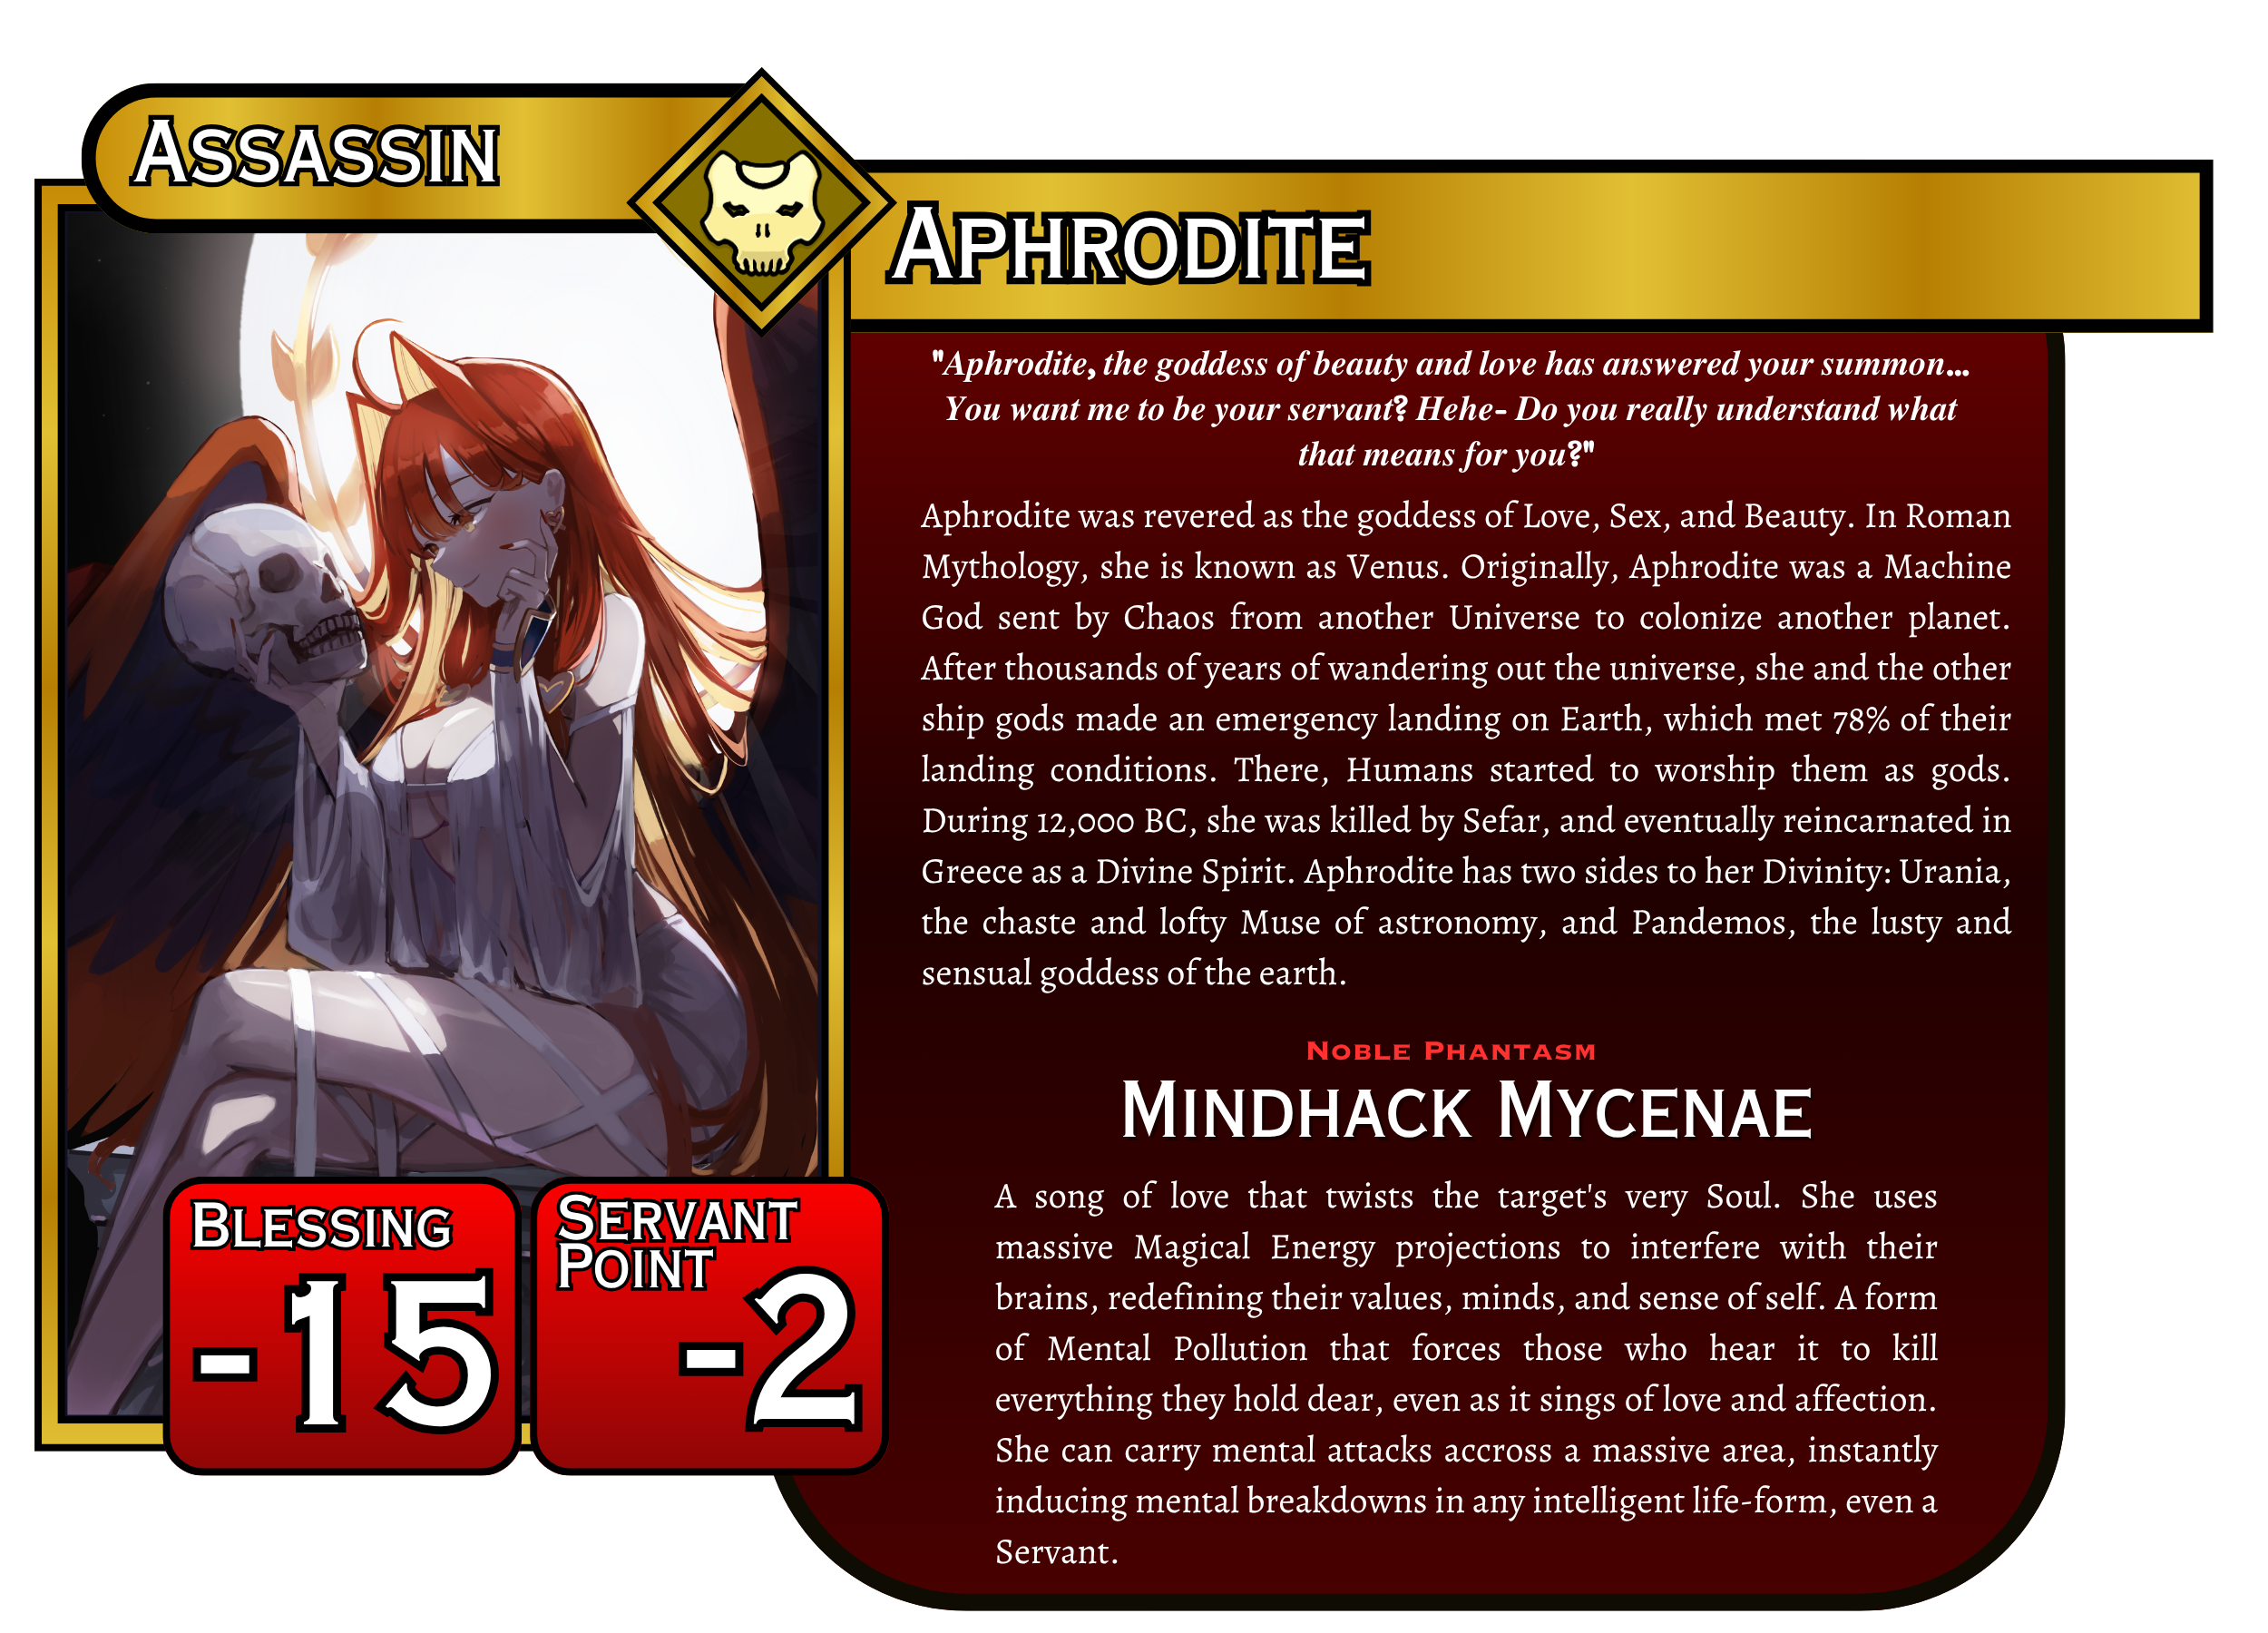 Assassin
Aphrodite
"Aphrodite, the goddess of beauty and love has answered your summon...
You want me to be your servant? Hehe- Do you really understand what
that means for you?"
Aphrodite was revered as the goddess of Love, Sex, and Beauty. In Roman
Mythology, she is known as Venus. Originally, Aphrodite was a Machine
God sent by Chaos from another Universe to colonize another planet.
After thousands of years of wandering out the universe, she and the other
ship gods made an emergency landing on Earth, which met 78% of their
landing conditions. There, Humans started to worship them as gods.
During 12,000 BC, she was killed by Sefar, and eventually reincarnated in
Greece as a Divine Spirit. Aphrodite has two sides to her Divinity: Urania,
the chaste and lofty Muse of astronomy, and Pandemos, the lusty and
sensual goddess of the earth.
Noble Phantasm
Mindhack Mycenae
A song of love that twists the target's very Soul. She uses
massive Magical Energy projections to interfere with their
brains, redefining their values, minds, and sense of self. A form
of Mental Pollution that forces those who hear it to kill
everything they hold dear, even as it sings of love and affection.
She can carry mental attacks accross a massive area, instantly
inducing mental breakdowns in any intelligent life-form, even a
Servant.
Blessing
-15
Servant
Point
-2